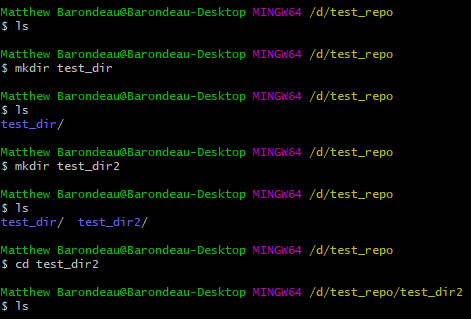 Matthew Barondeau@Barondeau-Desktop MINGW64 /d/test_repo
$ ls
Matthew Barondeau@Barondeau-Desktop MINGW64 /d/test_repo
$ mkdir test_dir
Matthew Barondeau@Barondeau-Desktop MINGW64 /d/test_repo
$ ls
test_dir/
Matthew Barondeau@Barondeau-Desktop MINGW64 /d/test_repo
$ mkdir test_dir2
Matthew Barondeau@Barondeau-Desktop MINGW64 /d/test_repo
$ ls
test_dir/  test_dir2/
Matthew Barondeau@Barondeau-Desktop MINGW64 /d/test_repo
$ cd test_dir2
Matthew Barondeau@Barondeau-Desktop MINGW64 /d/test_repo/test_dir2
$ ls